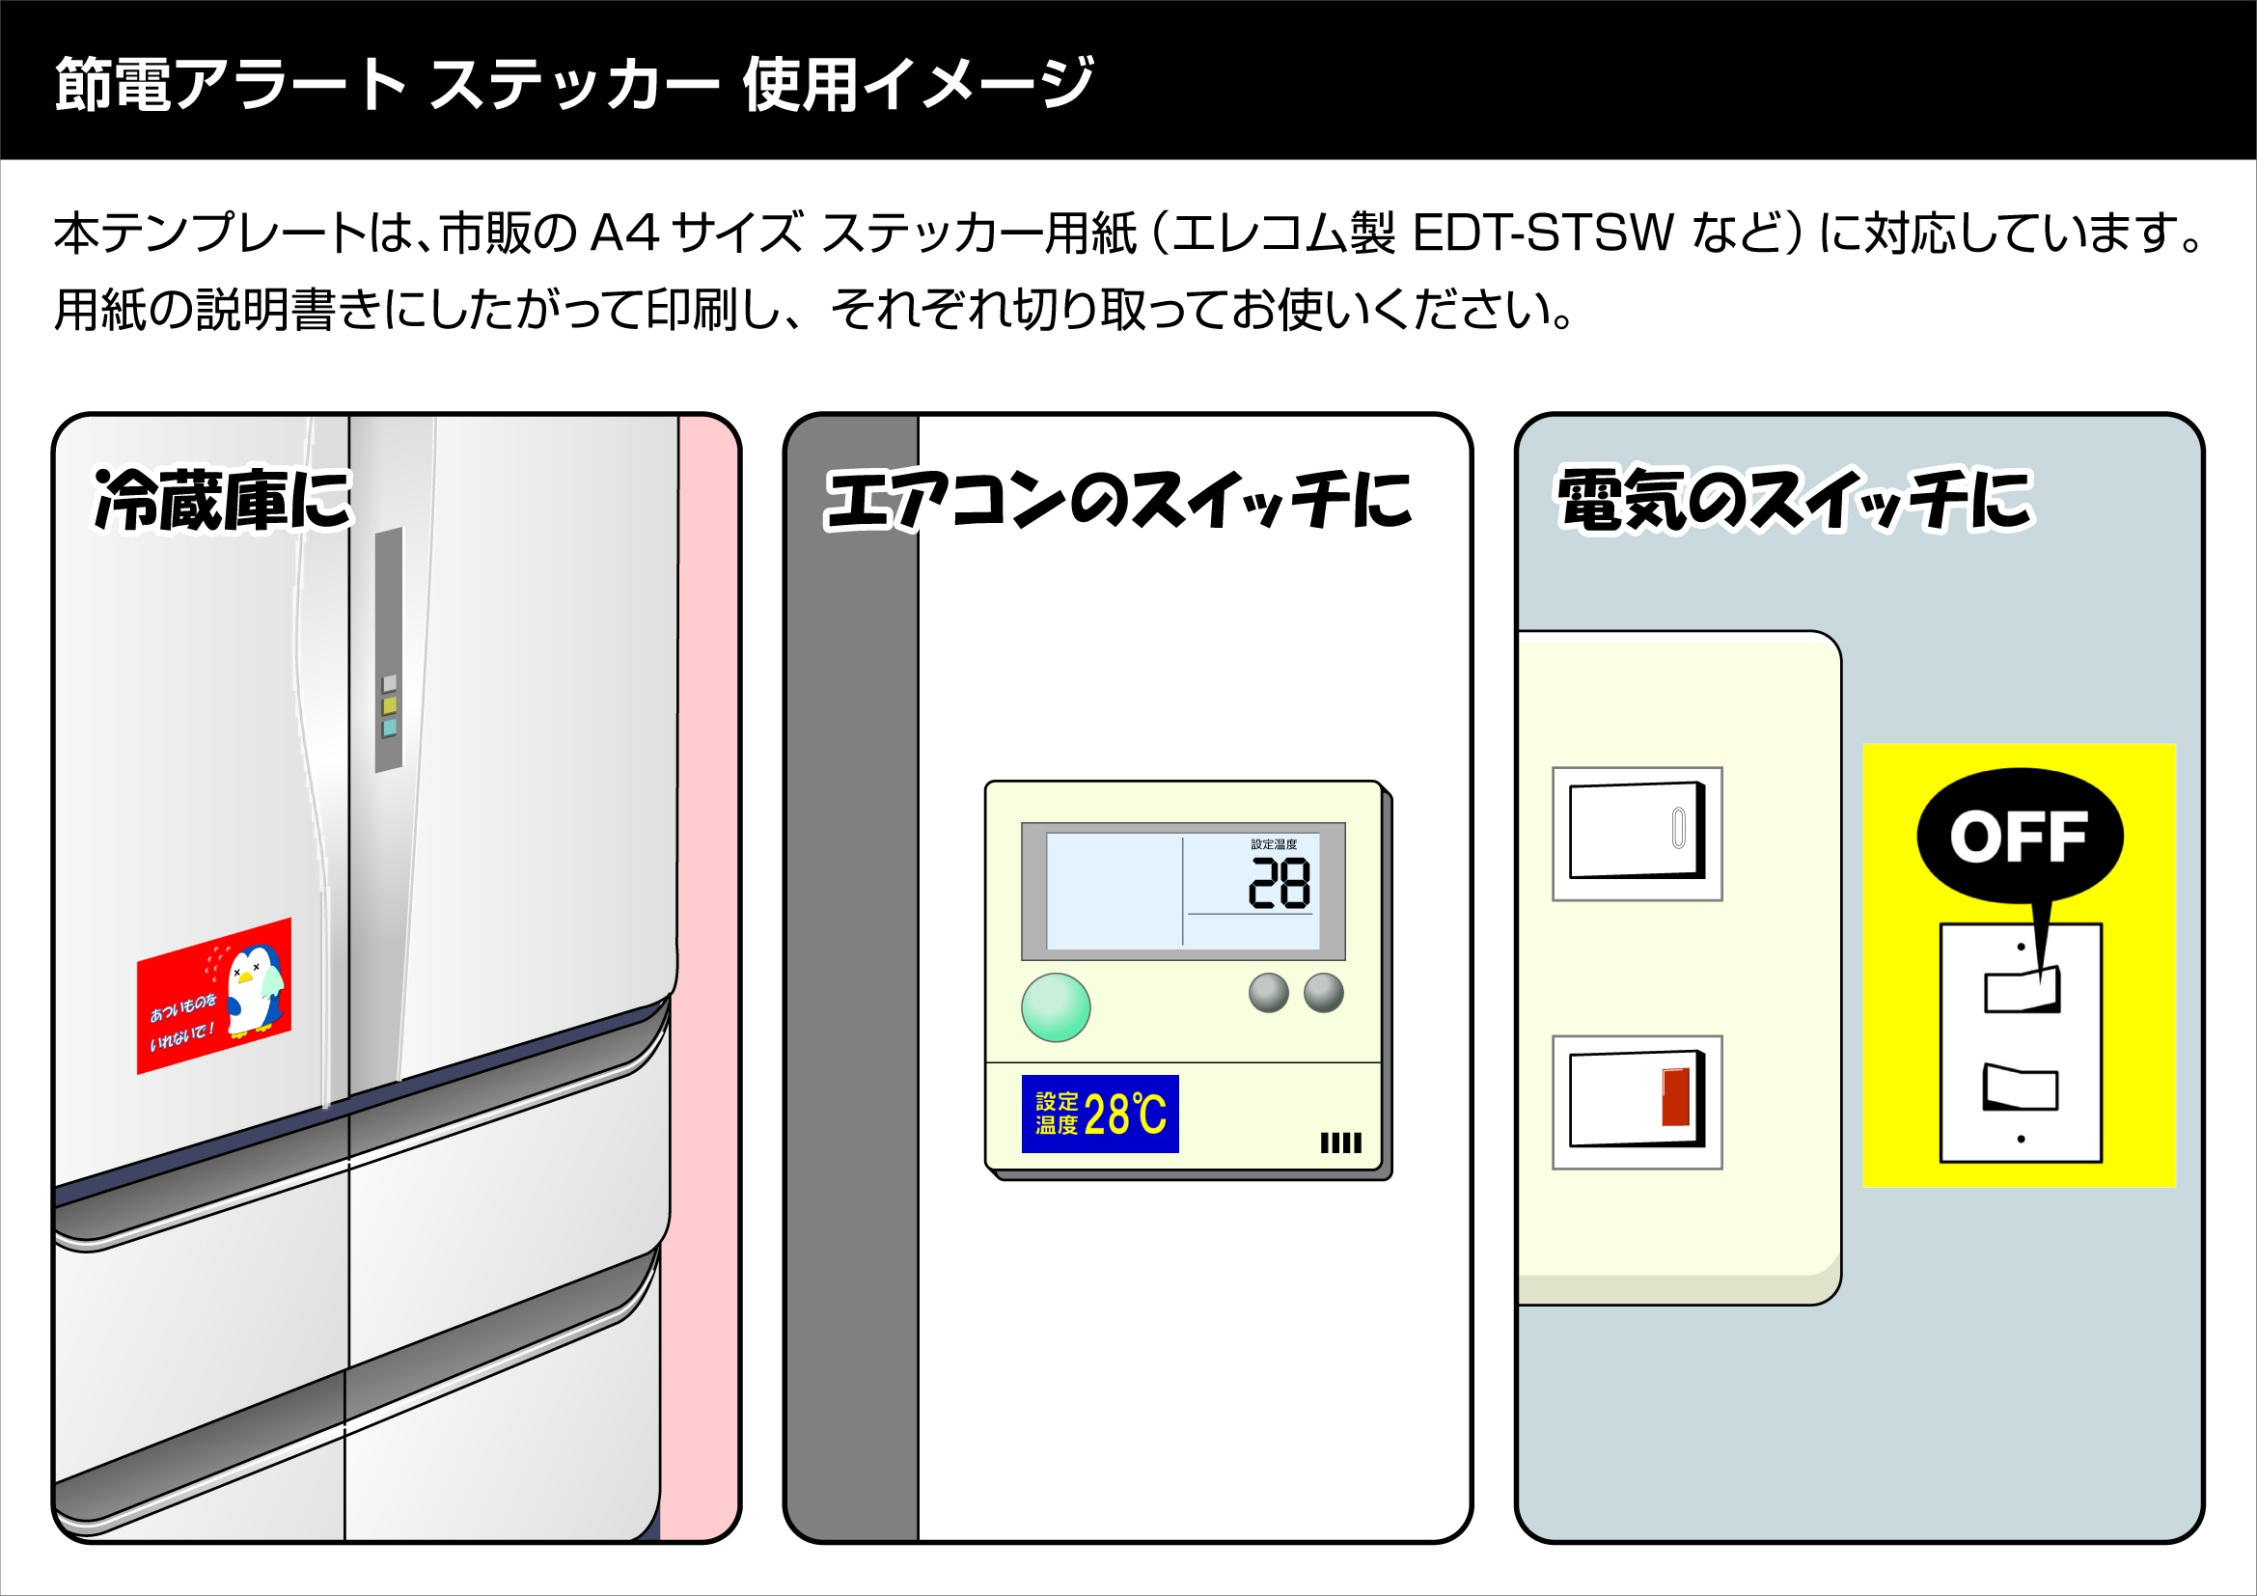 節電アラート ステッカー 使用イメージ
本テンプレートは、市販の A4 サイズ ステッカー用紙（エレコム製 EDT-STSW など）に対応しています。
用紙の説明書きにしたがって印刷し、それぞれ切り取ってお使いください。
冷蔵庫に
あついものを
いれないで！
エアコンのスイッチに
設定温度
28
設定
温度 28℃
電気のスイッチに
OFF